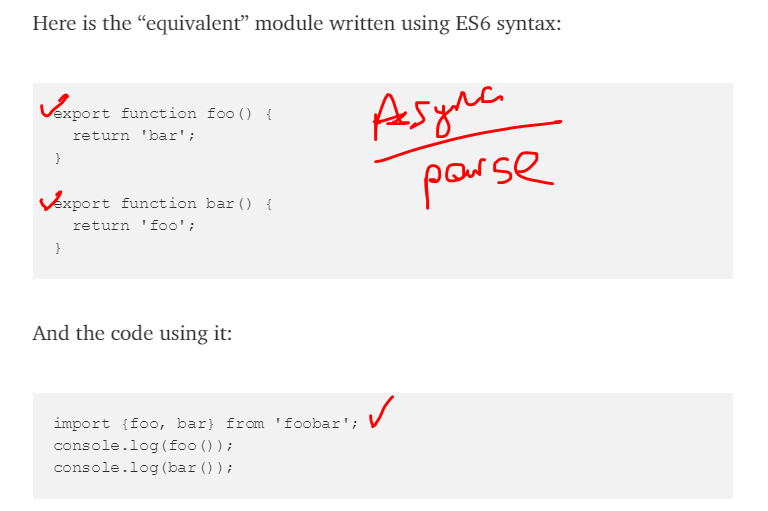 Here is the “equivalent” module written using ES6 syntax:
export function foo() {
  return 'bar';
}
Async
parse
export function bar() {
  return 'foo';
}
And the code using it:
import {foo, bar} from 'foobar';
console.log(foo());
console.log(bar());